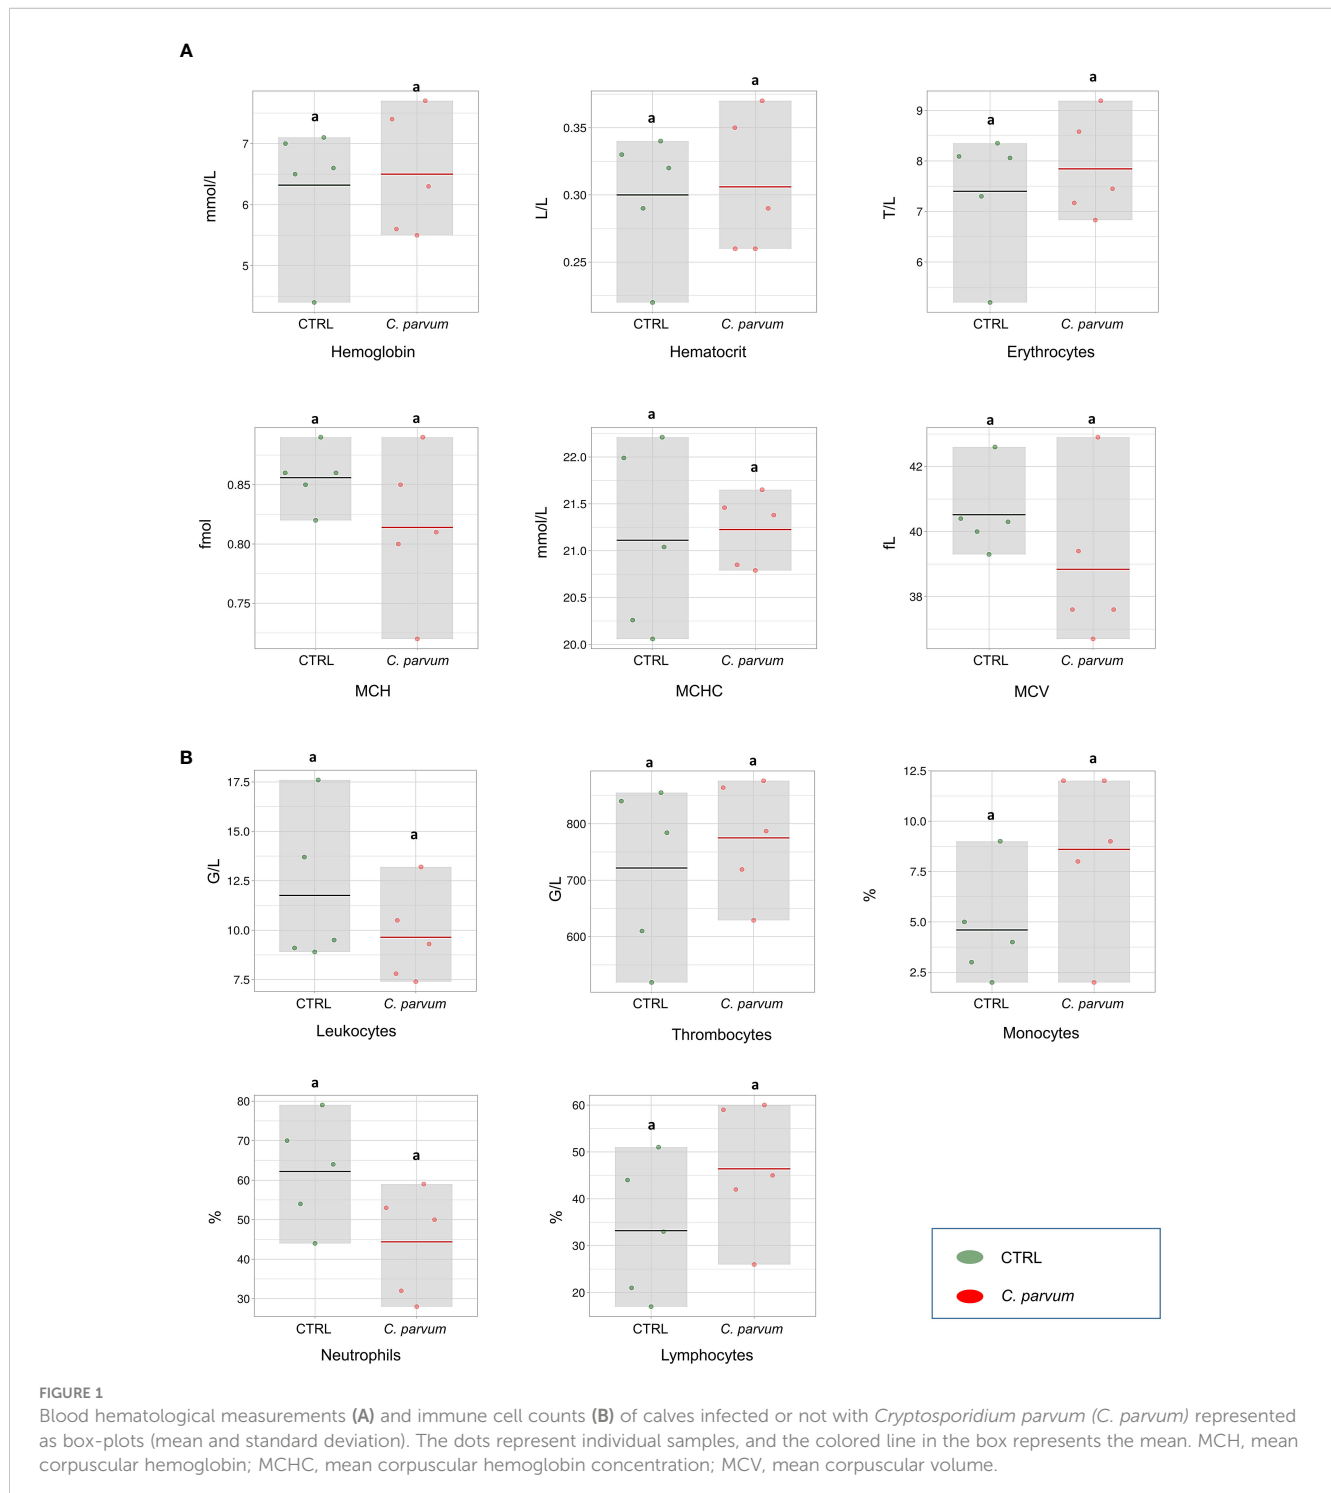 A
a a
mmol/L
7
6
5
CTRL C. parvum
Hemoglobin
a a
L/L
0.35
0.30
0.25
CTRL C. parvum
Hematocrit
a a
T/L
9
8
7
6
CTRL C. parvum
Erythrocytes
a a
fmol
0.85
0.80
0.75
CTRL C. parvum
MCH
a a
mmol/L
22.0
21.5
21.0
20.5
20.0
CTRL C. parvum
MCHC
a a
fL
42
40
38
CTRL C. parvum
MCV
B
a a
G/L
17.5
15.0
12.5
10.0
7.5
CTRL C. parvum
Leukocytes
a a
G/L
800
700
600
CTRL C. parvum
Thrombocytes
a a
%
12.5
10.0
7.5
5.0
2.5
CTRL C. parvum
Monocytes
a a
%
80
70
60
50
40
30
CTRL C. parvum
Neutrophils
a a
%
60
50
40
30
20
CTRL C. parvum
Lymphocytes
CTRL
C. parvum
FIGURE 1
Blood hematological measurements (A) and immune cell counts (B) of calves infected or not with Cryptosporidium parvum (C. parvum) represented
as box-plots (mean and standard deviation). The dots represent individual samples, and the colored line in the box represents the mean. MCH, mean
corpuscular hemoglobin; MCHC, mean corpuscular hemoglobin concentration; MCV, mean corpuscular volume.